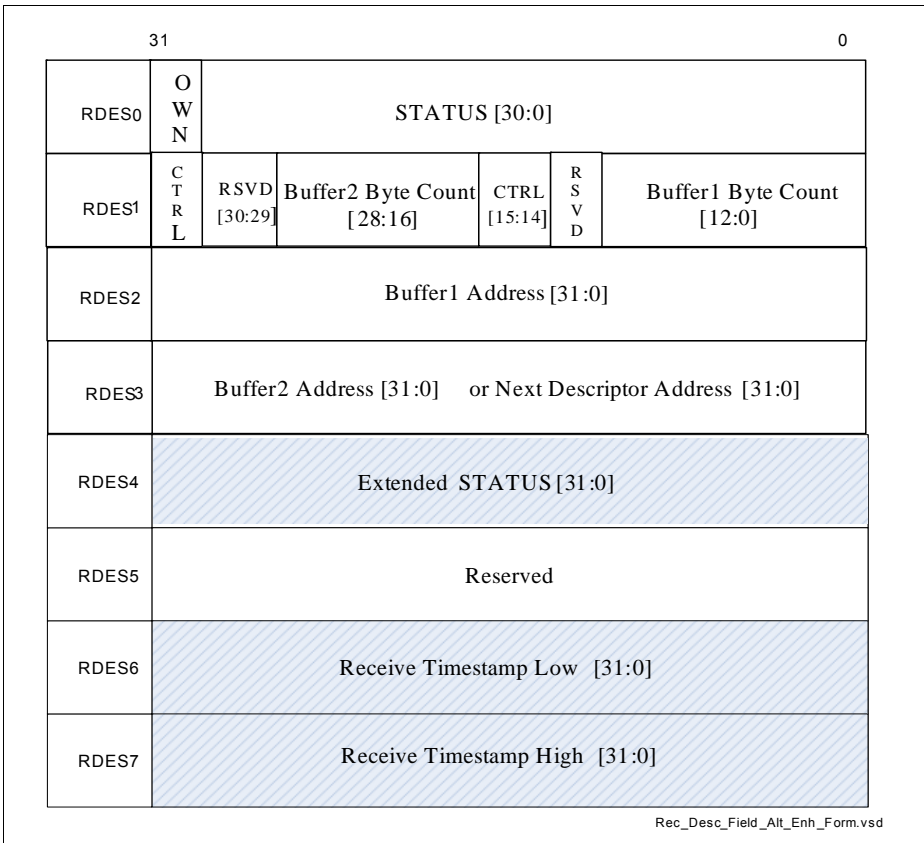 31 0
RDES0 OWN STATUS [30:0]
RDES1 CTRL RSVD [30:29] Buffer2 Byte Count [28:16] CTRL [15:14] RSVD Buffer1 Byte Count [12:0]
RDES2 Buffer1 Address [31:0]
RDES3 Buffer2 Address [31:0] or Next Descriptor Address [31:0]
RDES4 Extended STATUS [31:0]
RDES5 Reserved
RDES6 Receive Timestamp Low [31:0]
RDES7 Receive Timestamp High [31:0]
Rec_Desc_Field_Alt_Enh_Form.vsd